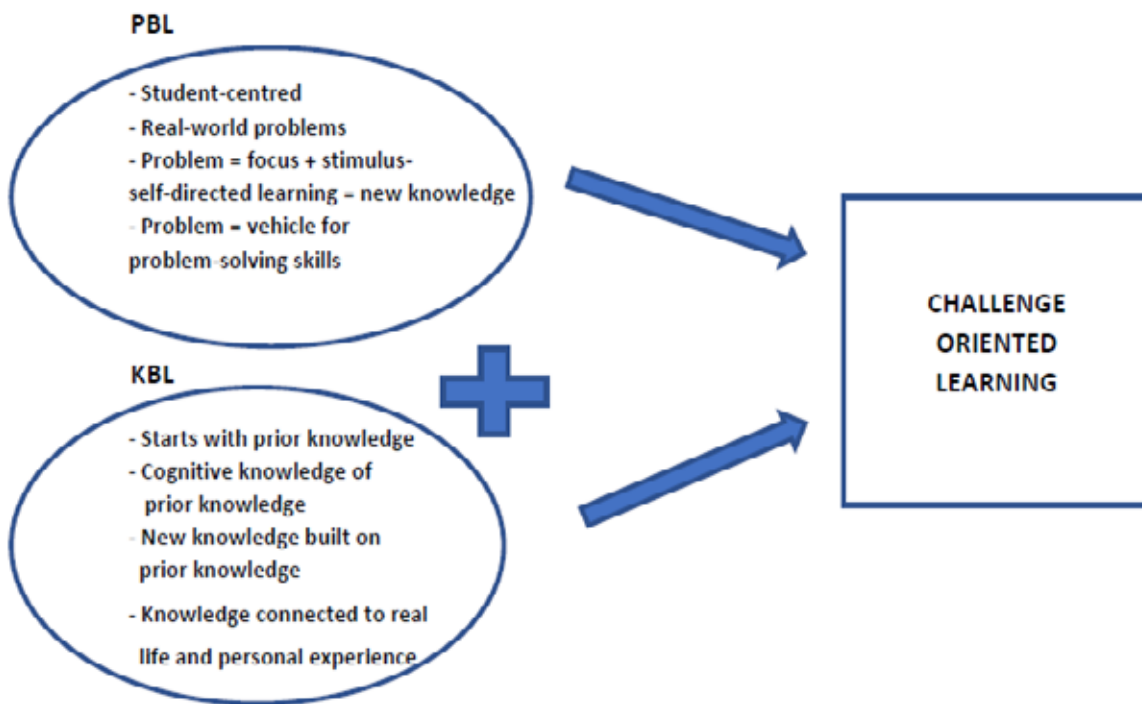 PBL
- Student-centred
- Real-world problems
- Problem = focus + stimulus-
self-directed learning – new knowledge
- Problem = vehicle for
problem-solving skills
KBL
- Starts with prior knowledge
- Cognitive knowledge of
prior knowledge
- New knowledge built on
prior knowledge
- Knowledge connected to real
life and personal experience
CHALLENGE
ORIENTED
LEARNING